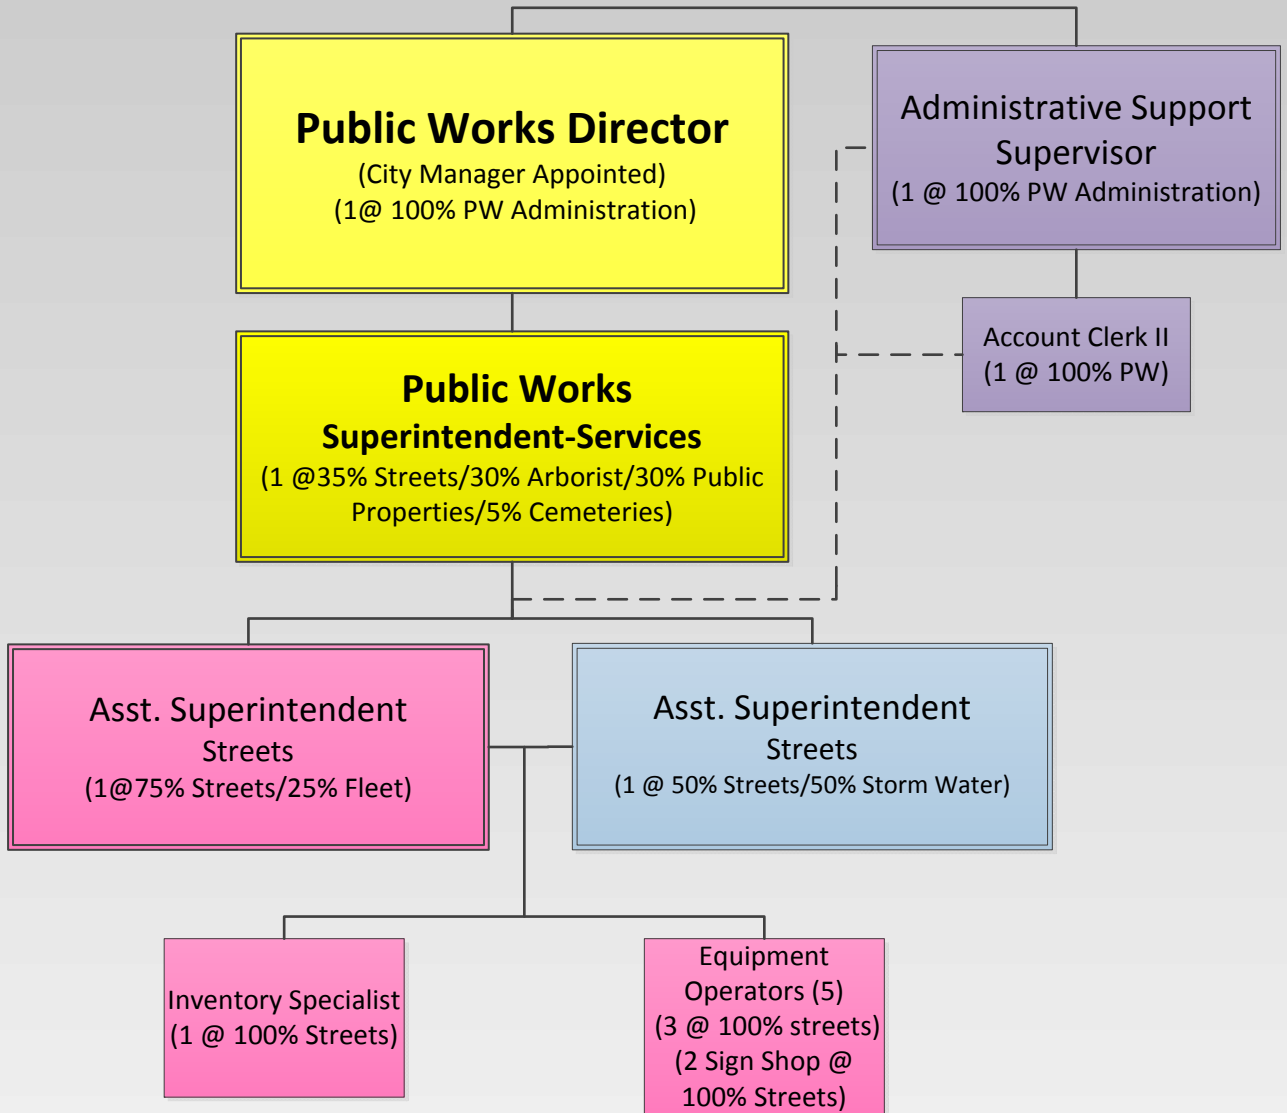 Public Works Director
(City Manager Appointed)
(1@ 100% PW Administration)
Administrative Support
Supervisor
(1 @ 100% PW Administration)
Account Clerk II
(1 @ 100% PW)
Public Works
Superintendent-Services
(1 @35% Streets/30% Arborist/30% Public
Properties/5% Cemeteries)
Asst. Superintendent
Streets
(1@75% Streets/25% Fleet)
Asst. Superintendent
Streets
(1 @ 50% Streets/50% Storm Water)
Inventory Specialist
(1 @ 100% Streets)
Equipment
Operators (5)
(3 @ 100% streets)
(2 Sign Shop @
100% Streets)